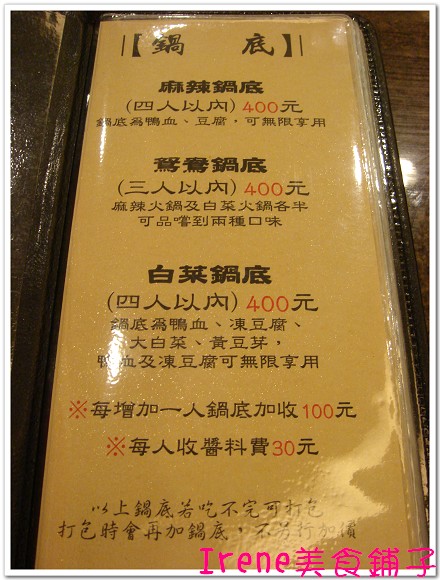 【鍋 底】
麻辣鍋底
(四人以內) 400元
鍋底為鴨血、豆腐，可無限享用
鴛鴦鍋底
(三人以內) 400元
麻辣火鍋及白菜火鍋各半
可品嚐到兩種口味
白菜鍋底
(四人以內) 400元
鍋底為鴨血、凍豆腐、
大白菜、黃豆芽，
鴨血及凍豆腐可無限享用
※每增加一人鍋底加收100元
※每人收醬料費30元
以上鍋底若吃不完可打包
打包時會再加鍋底，不另行加價
Irene美食鋪子